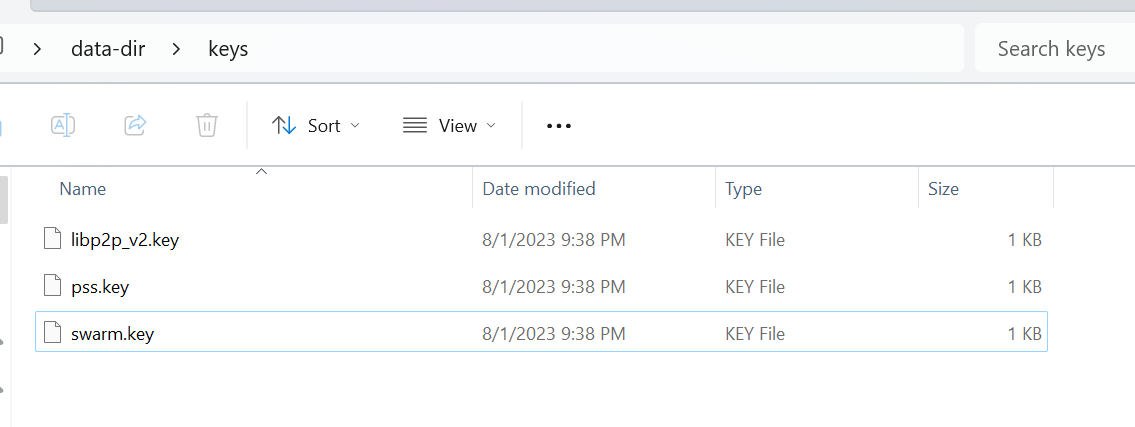 data-dir keys Search keys
Sort View
Name Date modified Type Size
libp2p_v2.key 8/1/2023 9:38 PM KEY File 1 KB
pss.key 8/1/2023 9:38 PM KEY File 1 KB
swarm.key 8/1/2023 9:38 PM KEY File 1 KB